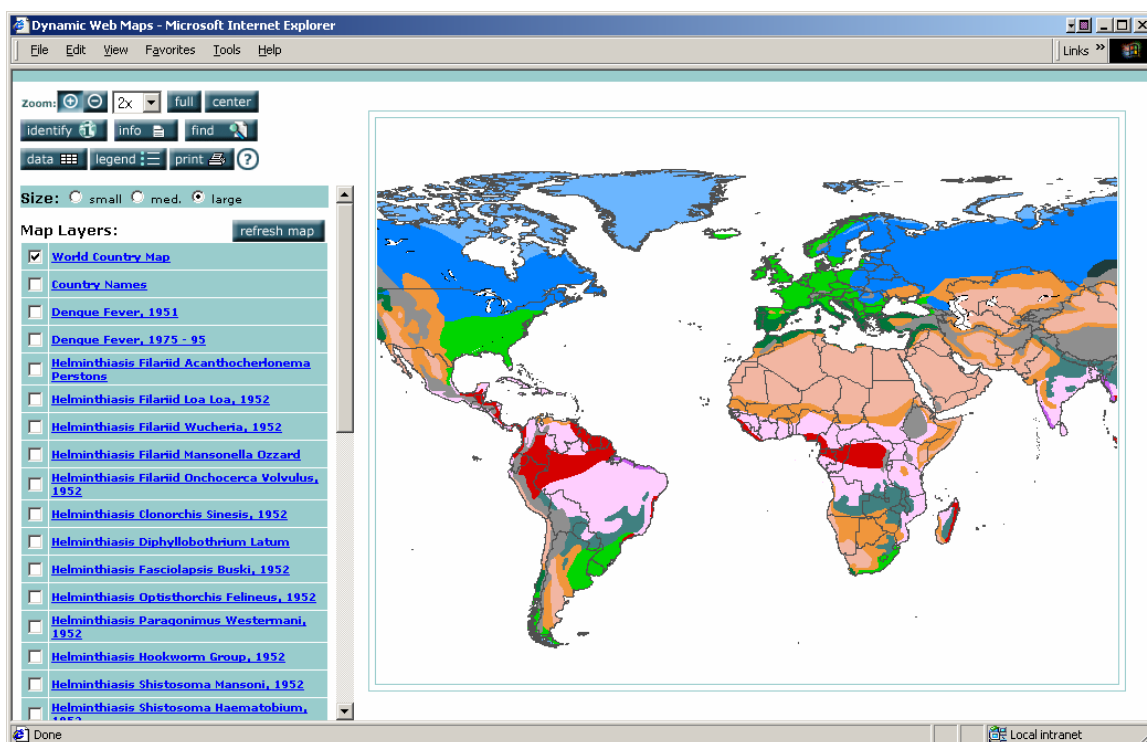 Dynamic Web Maps - Microsoft Internet Explorer
File Edit View Favorites Tools Help
Links »
Zoom: 2x full center
identify info find
data legend print ?
Size: small med. large
Map Layers: refresh map
World Country Map
Country Names
Dengue Fever, 1951
Dengue Fever, 1975 - 95
Helminthiasis Filariid Acanthocherlonema
Perstons
Helminthiasis Filariid Loa Loa, 1952
Helminthiasis Filariid Wucheria, 1952
Helminthiasis Filariid Mansonella Ozzard
Helminthiasis Filariid Onchocerca Volvulus,
1952
Helminthiasis Clonorchis Sinesis, 1952
Helminthiasis Diphyllobothrium Latum
Helminthiasis Fasciolapsis Buski, 1952
Helminthiasis Optisthorchis Felineus, 1952
Helminthiasis Paragonimus Westermani,
1952
Helminthiasis Hookworm Group, 1952
Helminthiasis Shistosoma Mansoni, 1952
Helminthiasis Shistosoma Haematobium,
1952
Done
Local intranet